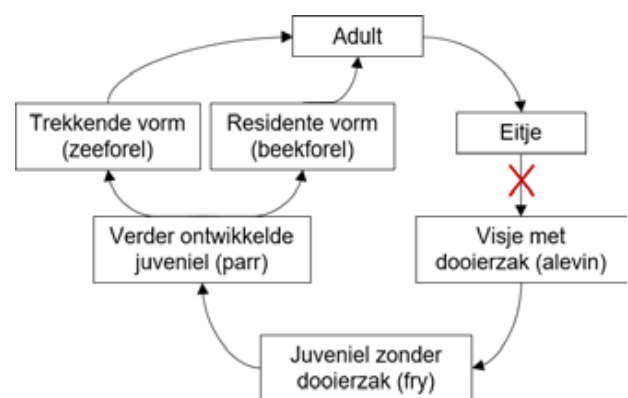 Adult
Trekkende vorm
(zeeforel)
Residente vorm
(beekforel)
Eitje
Verder ontwikkelde
juveniel (parr)
Visje met
dooierzak (alevin)
Juveniel zonder
dooierzak (fry)